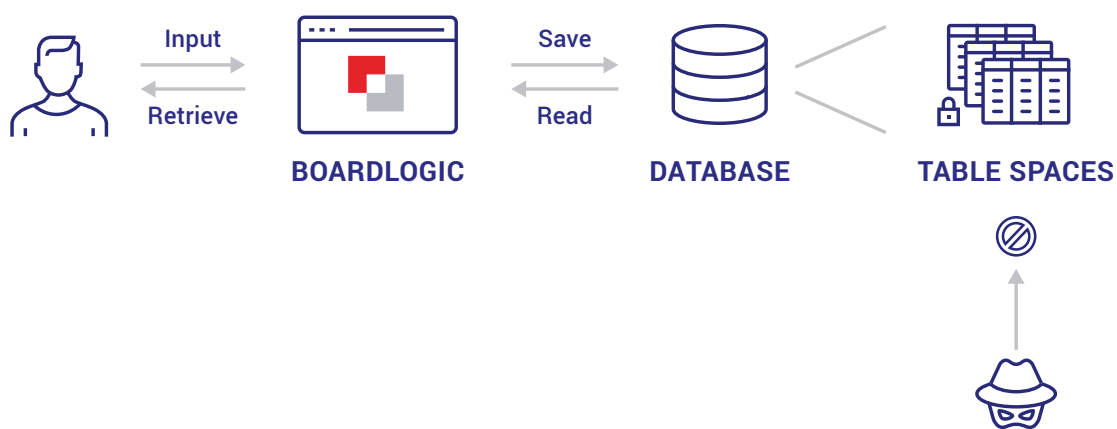 Input
Retrieve
BOARDLOGIC
Save
Read
DATABASE
TABLE SPACES